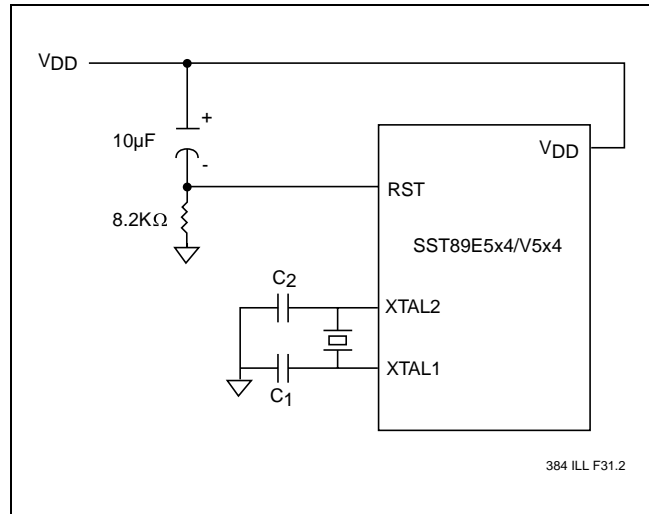 VDD
+
10µF
-
8.2KΩ
VDD
RST
SST89E5x4/V5x4
C2
XTAL2
XTAL1
C1
384 ILL F31.2